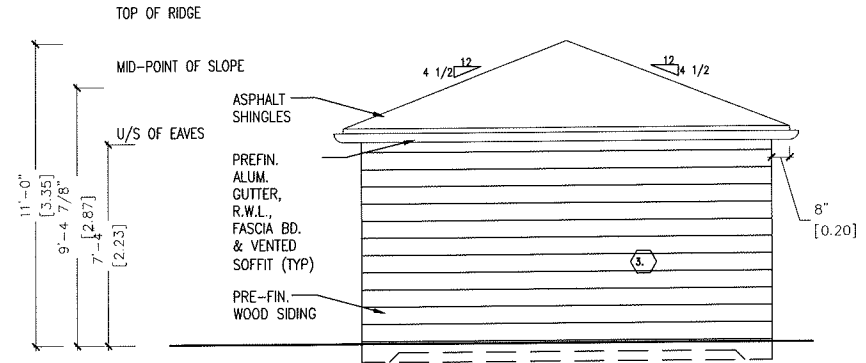 TOP OF RIDGE
MID-POINT OF SLOPE
U/S OF EAVES
11'-0"
[3.35]
9'-4 7/8"
[2.87]
7'-4"
[2.23]
ASPHALT
SHINGLES
PREFIN.
ALUM.
GUTTER,
R.W.L.,
FASCIA BD.
& VENTED
SOFFIT (TYP)
PRE-FIN.
WOOD SIDING
12
4 1/2
12
4 1/2
8"
[0.20]
3.